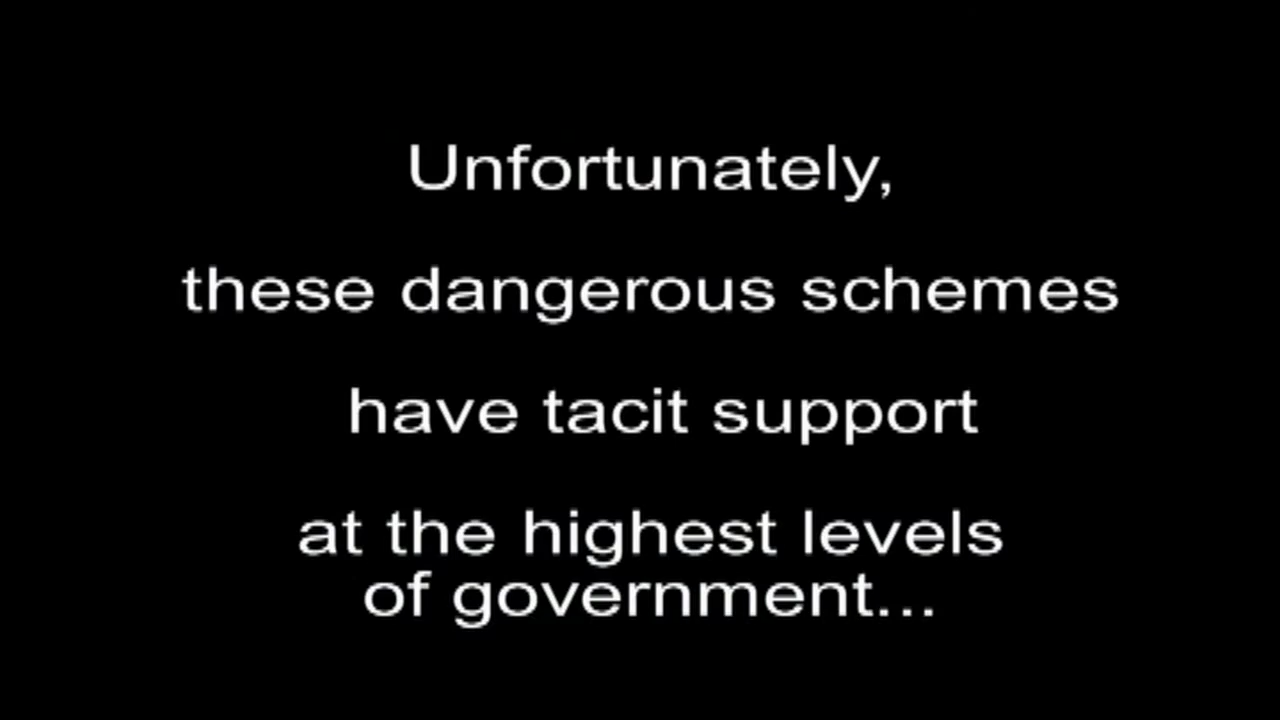 Unfortunately,
these dangerous schemes
have tacit support
at the highest levels
of government...